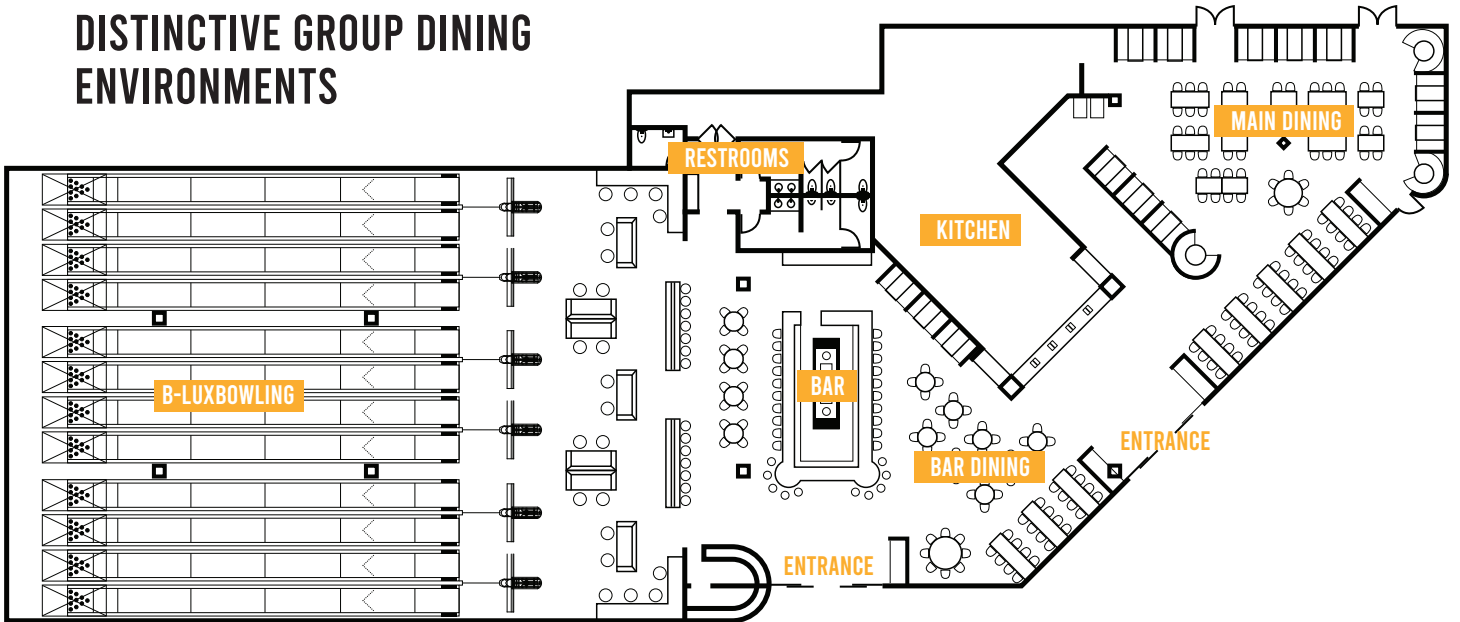 DISTINCTIVE GROUP DINING
ENVIRONMENTS
MAIN DINING
RESTROOMS
KITCHEN
B-LUXBOWLING
BAR
ENTRANCE
BAR DINING
ENTRANCE